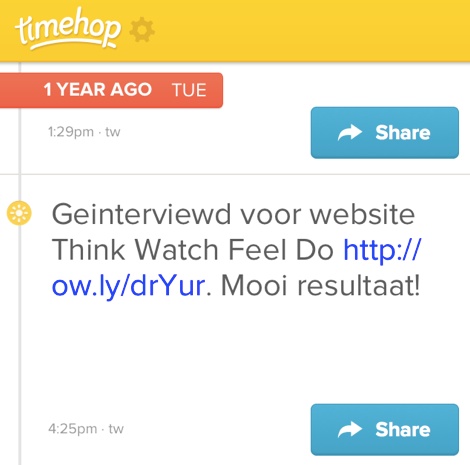 timehop
1 YEAR AGO TUE
1:29pm · tw
Share
Geinterviewd voor website
Think Watch Feel Do http://
ow.ly/drYur. Mooi resultaat!
4:25pm · tw
Share